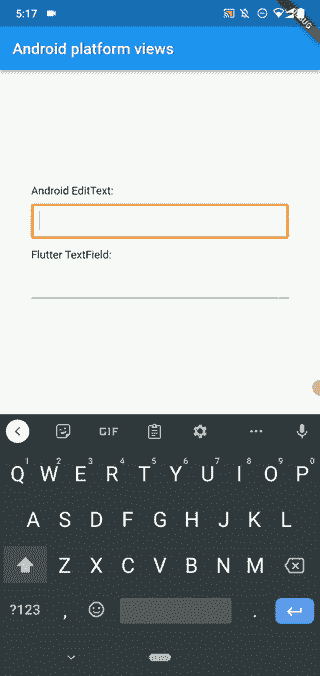 5:17
Android platform views
Android EditText:
Flutter TextField:
GIF
1 2 3 4 5 6 7 8 9 0
Q W E R T Y U I O P
A S D F G H J K L
Z X C V B N M
?123 , .